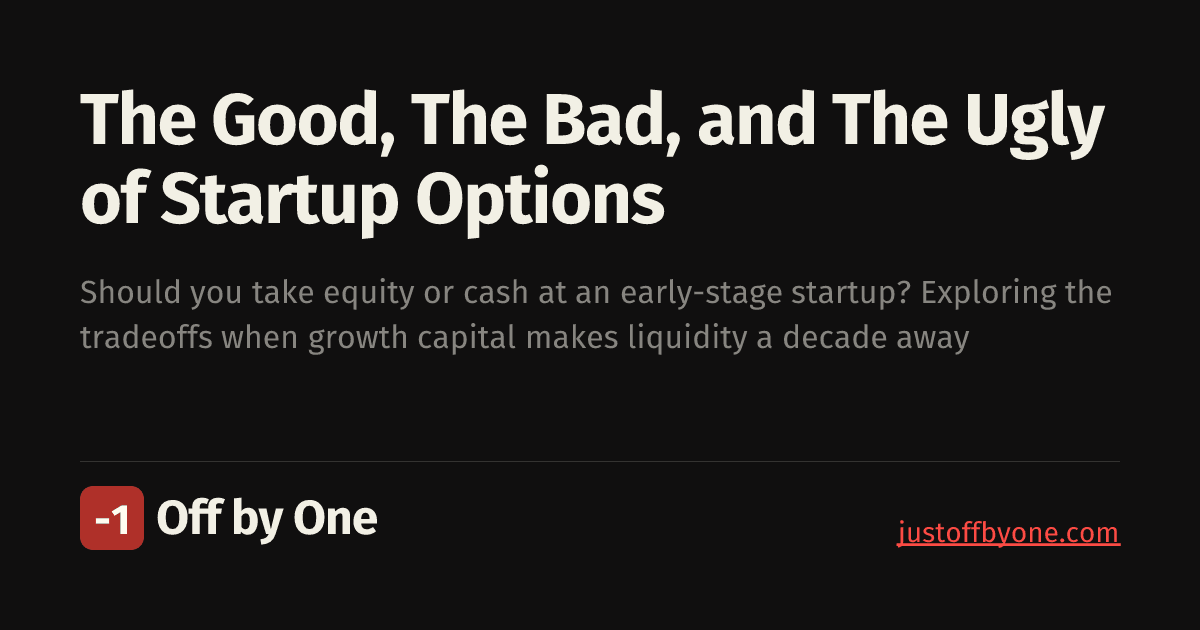 The Good, The Bad, and The Ugly
of Startup Options
Should you take equity or cash at an early-stage startup? Exploring the
tradeoffs when growth capital makes liquidity a decade away
-1 Off by One
justoffbyone.com